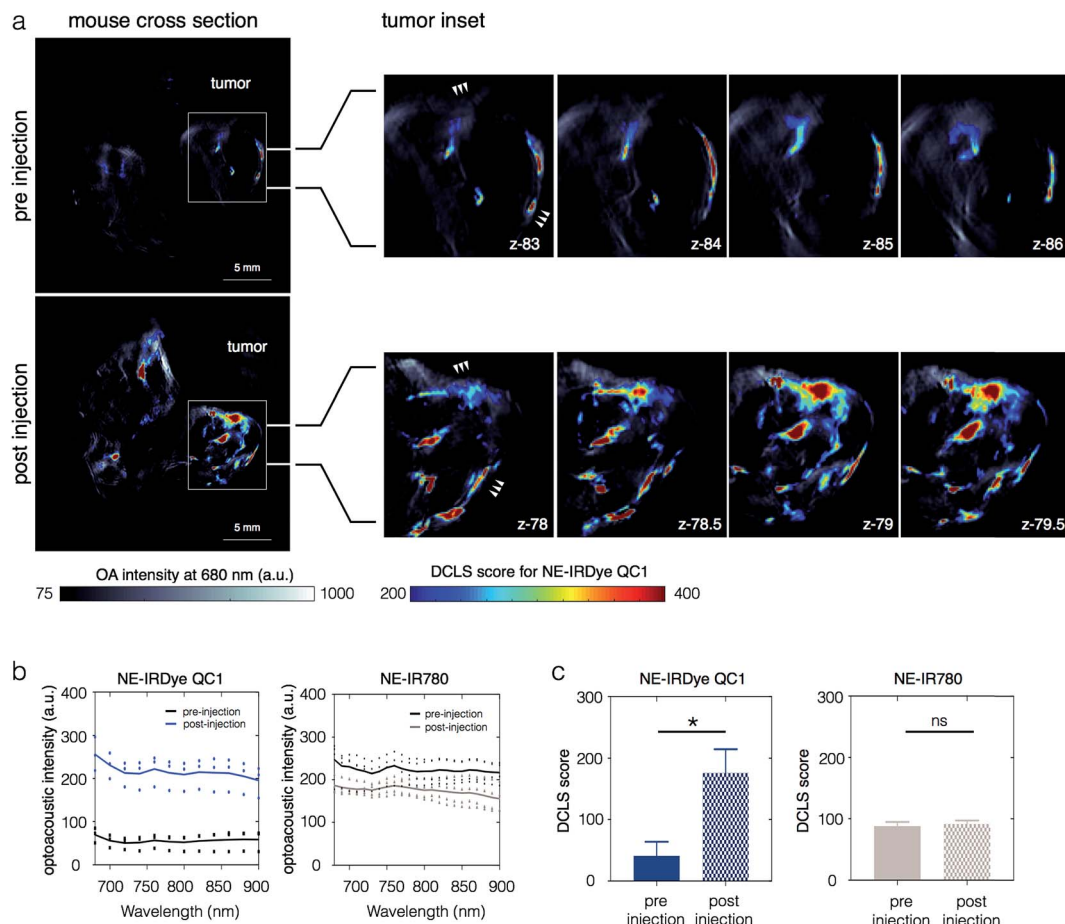 a
mouse cross section
tumor inset
pre injection
tumor
5 mm
z-83
z-84
z-85
z-86
post injection
tumor
5 mm
z-78
z-78.5
z-79
z-79.5
OA intensity at 680 nm (a.u.)
75
1000
DCLS score for NE-IRDye QC1
200
400
b
NE-IRDye QC1
optoacoustic intensity (a.u.)
400
300
200
100
0
pre-injection
post-injection
700 750 800 850 900
Wavelength (nm)
NE-IR780
optoacoustic intensity (a.u.)
400
300
200
100
0
pre-injection
post-injection
700 750 800 850 900
Wavelength (nm)
c
NE-IRDye QC1
DCLS score
300
200
100
0
*
pre injection
post injection
NE-IR780
DCLS score
300
200
100
0
ns
pre injection
post injection